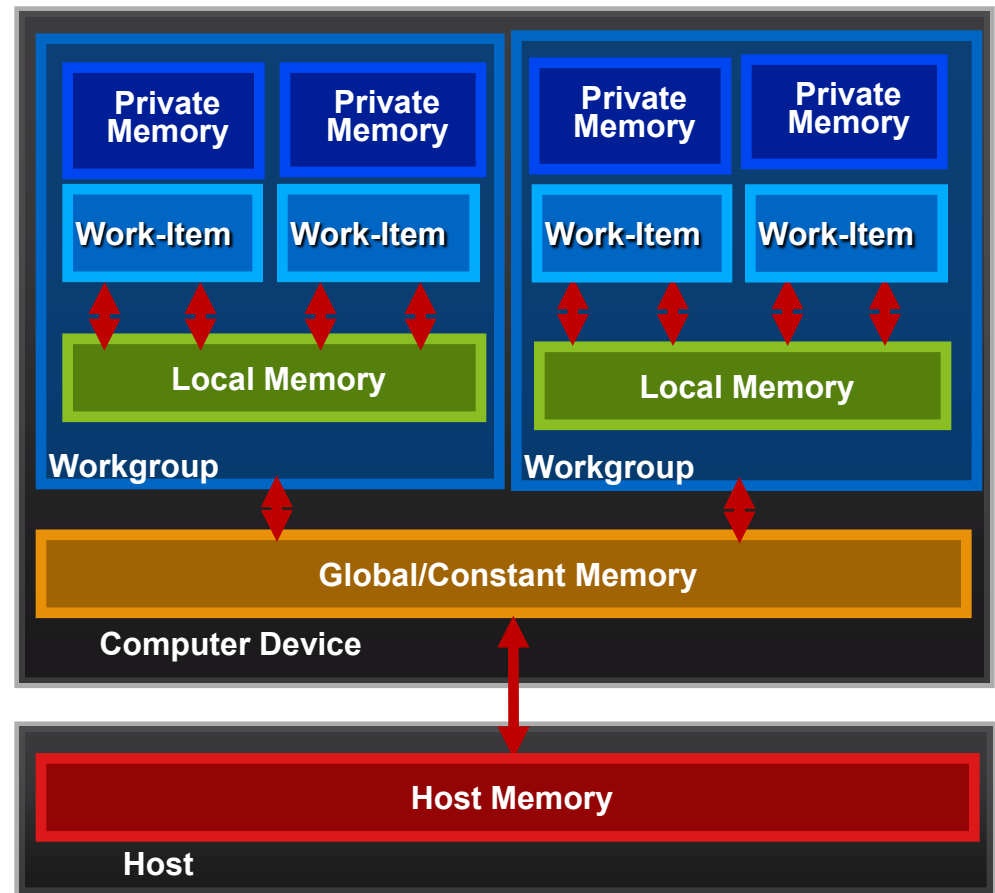 Private
Memory
Private
Memory
Private
Memory
Private
Memory
Work-Item
Work-Item
Work-Item
Work-Item
Local Memory
Local Memory
Workgroup
Workgroup
Global/Constant Memory
Computer Device
Host Memory
Host